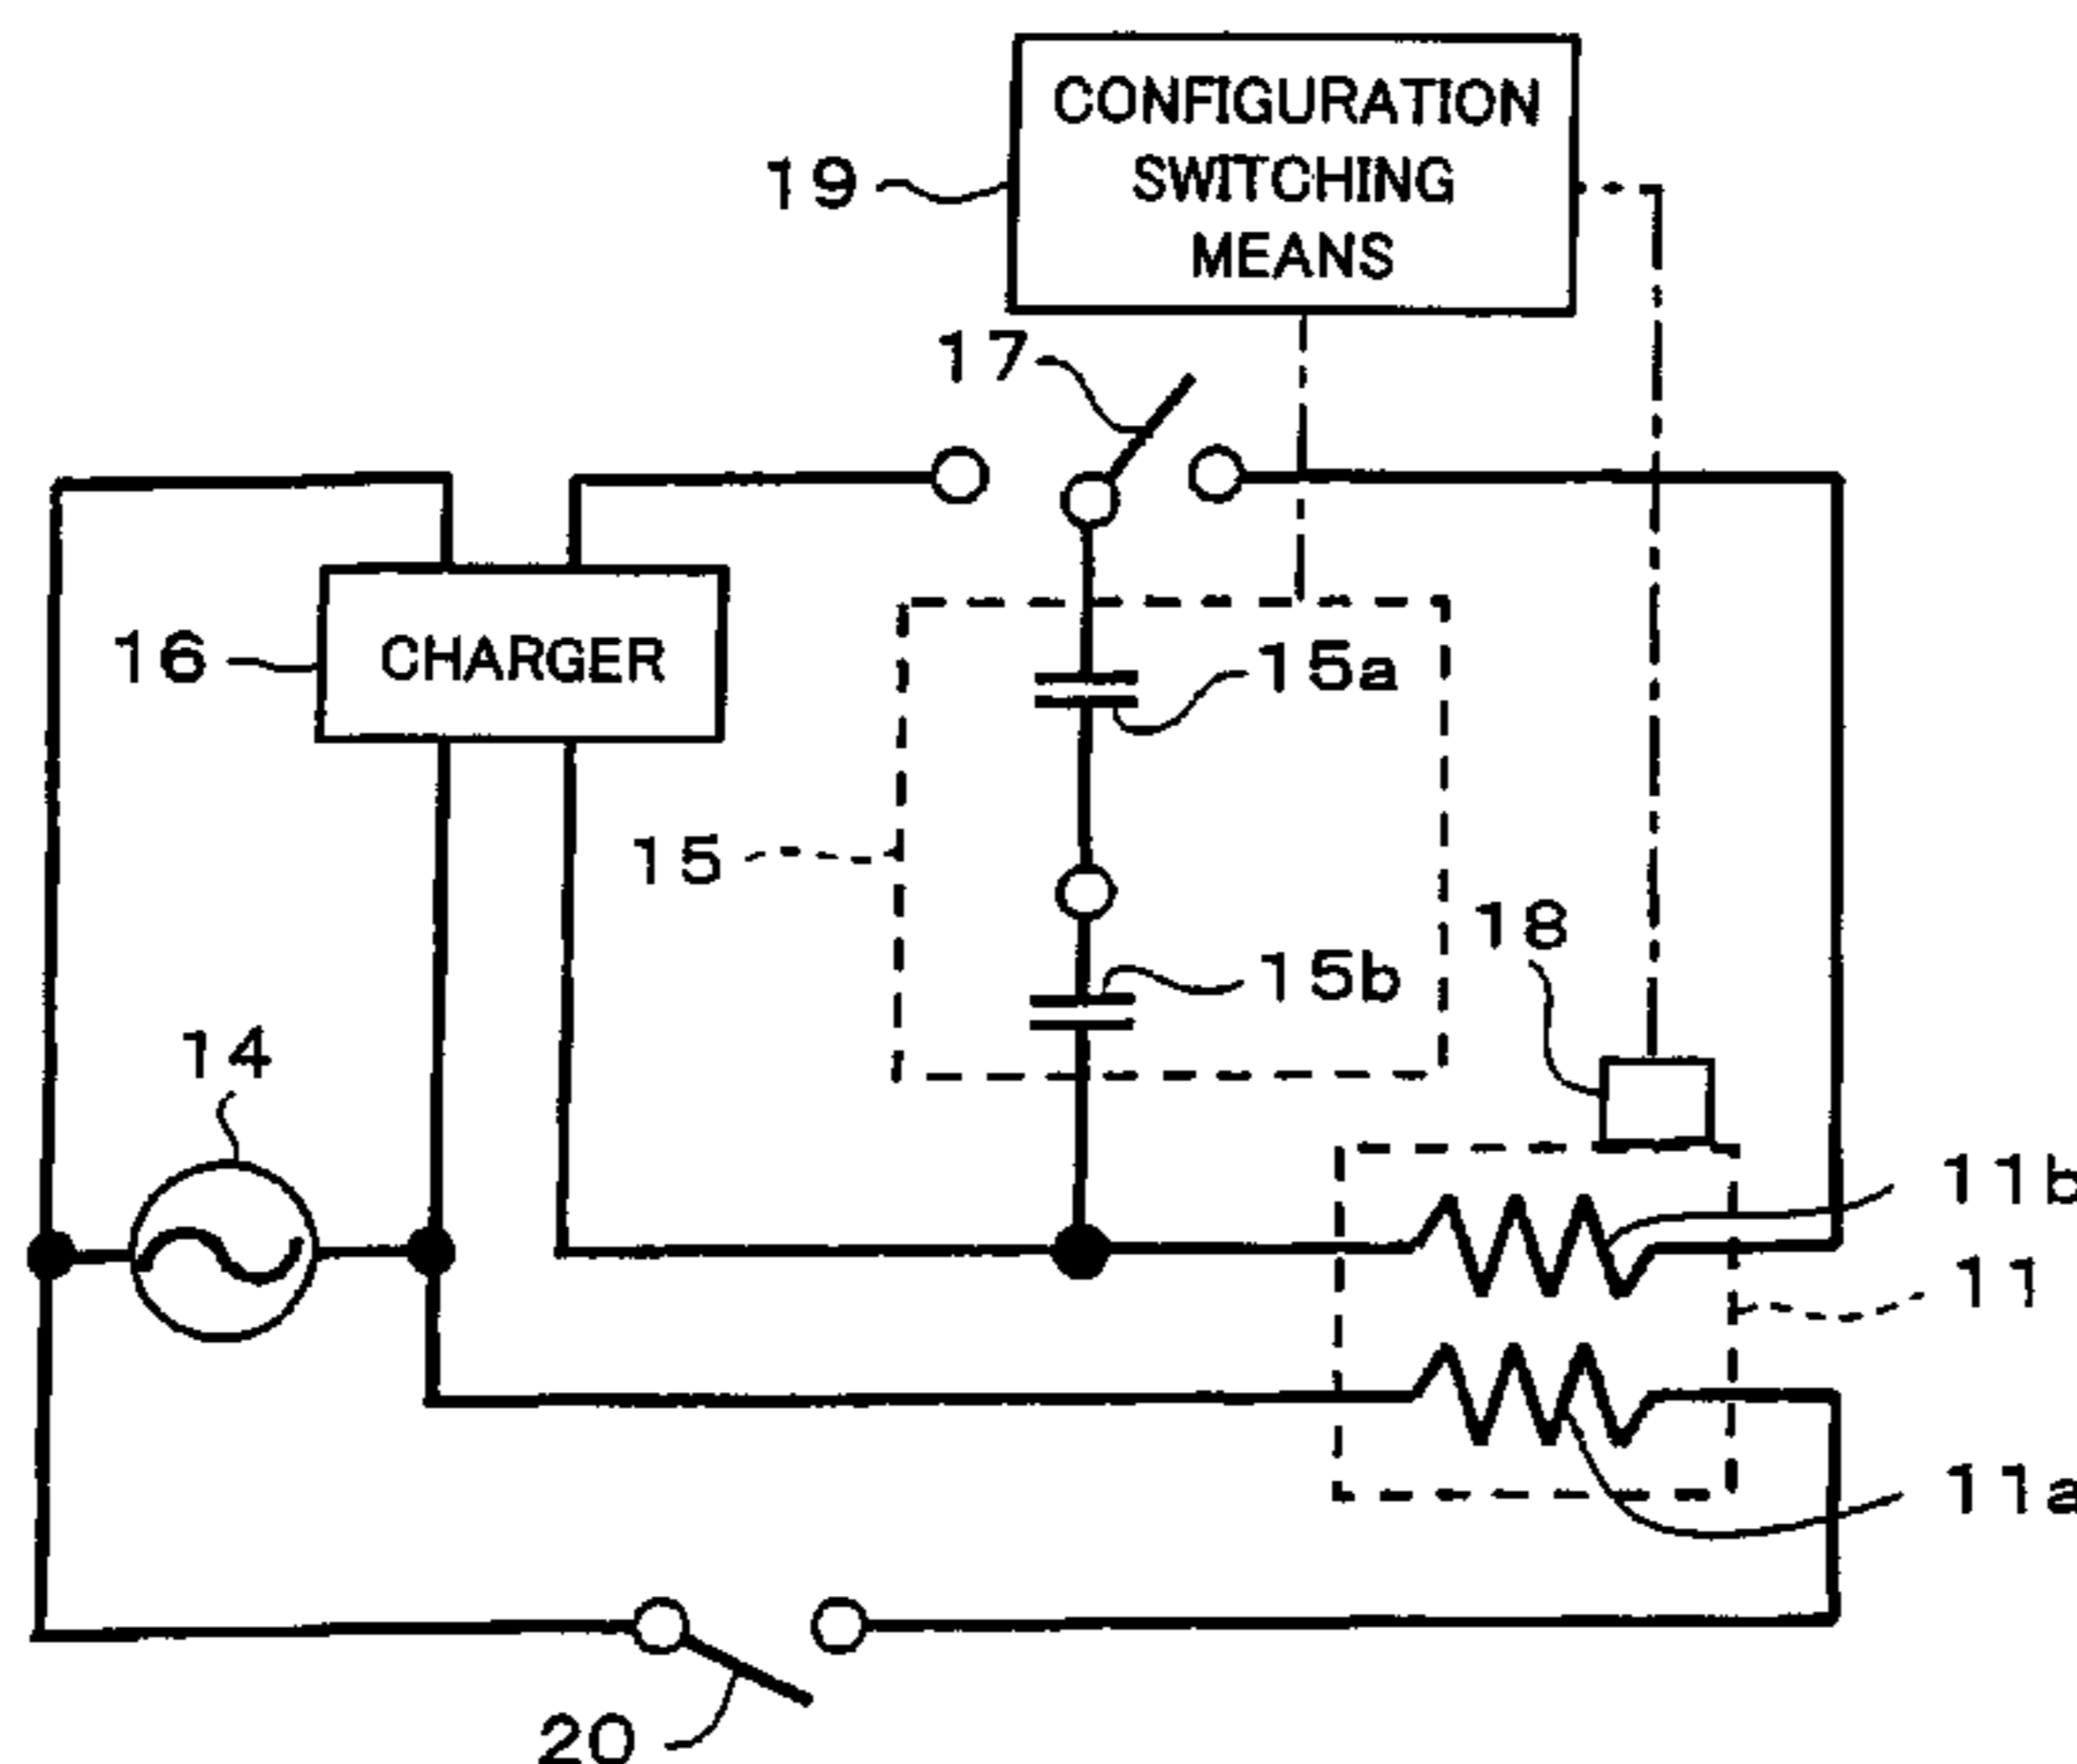 CONFIGURATION
SWITCHING
MEANS
19
17
16
CHARGER
15a
15
18
15b
14
11b
11
11a
20